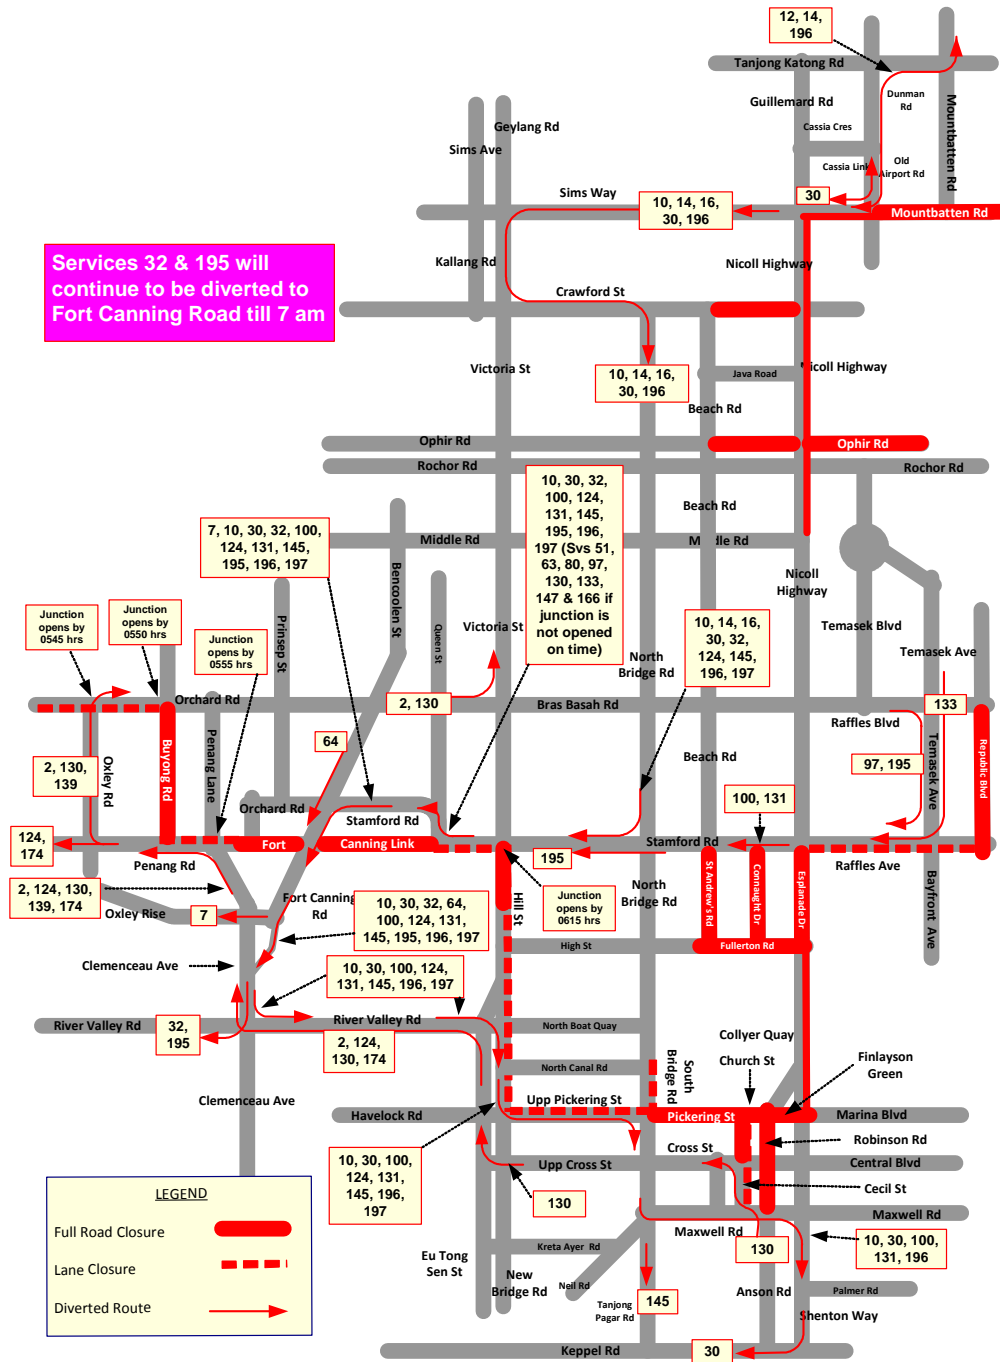 12, 14,
196
Tanjong Katong Rd
Guillemard Rd
Dunman
Rd
Mountbatten Rd
Geylang Rd
Cassia Cres
Sims Ave
Cassia Link
Old
Airport Rd
Sims Way
30
10, 14, 16,
30, 196
Mountbatten Rd
Services 32 & 195 will
continue to be diverted to
Fort Canning Road till 7 am
Kallang Rd
Nicoll Highway
Crawford St
Victoria St
10, 14, 16,
30, 196
Java Road
Nicoll Highway
Beach Rd
Ophir Rd
Ophir Rd
Rochor Rd
Rochor Rd
10, 30, 32,
100, 124,
131, 145,
195, 196,
197 (Svs 51,
63, 80, 97,
130, 133,
147 & 166 if
junction is
not opened
on time)
Beach Rd
7, 10, 30, 32, 100,
124, 131, 145,
195, 196, 197
Middle Rd
Middle Rd
Bencoolen St
Nicoll
Highway
Junction
opens by
0545 hrs
Junction
opens by
0550 hrs
Junction
opens by
0555 hrs
Prinsep St
Queen St
Victoria St
10, 14, 16,
30, 32,
124, 145,
196, 197
Temasek Blvd
North
Bridge Rd
Temasek Ave
Orchard Rd
2, 130
Bras Basah Rd
133
Raffles Blvd
Buyong Rd
Penang Lane
Oxley Rd
64
2, 130,
139
Beach Rd
97, 195
Temasek Ave
Republic Blvd
100, 131
Orchard Rd
Stamford Rd
124,
174
Fort
Canning Link
Stamford Rd
195
Penang Rd
Raffles Ave
2, 124, 130,
139, 174
Junction
opens by
0615 hrs
Hill St
North
Bridge Rd
St Andrew's Rd
Connaught Dr
Esplanade Dr
Bayfront Ave
Oxley Rise
7
Fort Canning
Rd
10, 30, 32, 64,
100, 124, 131,
145, 195, 196, 197
High St
Fullerton Rd
Clemenceau Ave
10, 30, 100, 124,
131, 145, 196, 197
River Valley Rd
32,
195
River Valley Rd
2, 124,
130, 174
North Boat Quay
Collyer Quay
North Canal Rd
South
Bridge Rd
Church St
Finlayson
Green
Clemenceau Ave
Upp Pickering St
Havelock Rd
Pickering St
Marina Blvd
Robinson Rd
10, 30, 100,
124, 131,
145, 196,
197
Cross St
Upp Cross St
Central Blvd
Cecil St
130
Maxwell Rd
Maxwell Rd
130
10, 30, 100,
131, 196
Eu Tong
Sen St
Kreta Ayer Rd
New
Bridge Rd
Neil Rd
Tanjong
Pagar Rd
145
Anson Rd
Palmer Rd
Shenton Way
Keppel Rd
30
LEGEND
Full Road Closure
Lane Closure
Diverted Route